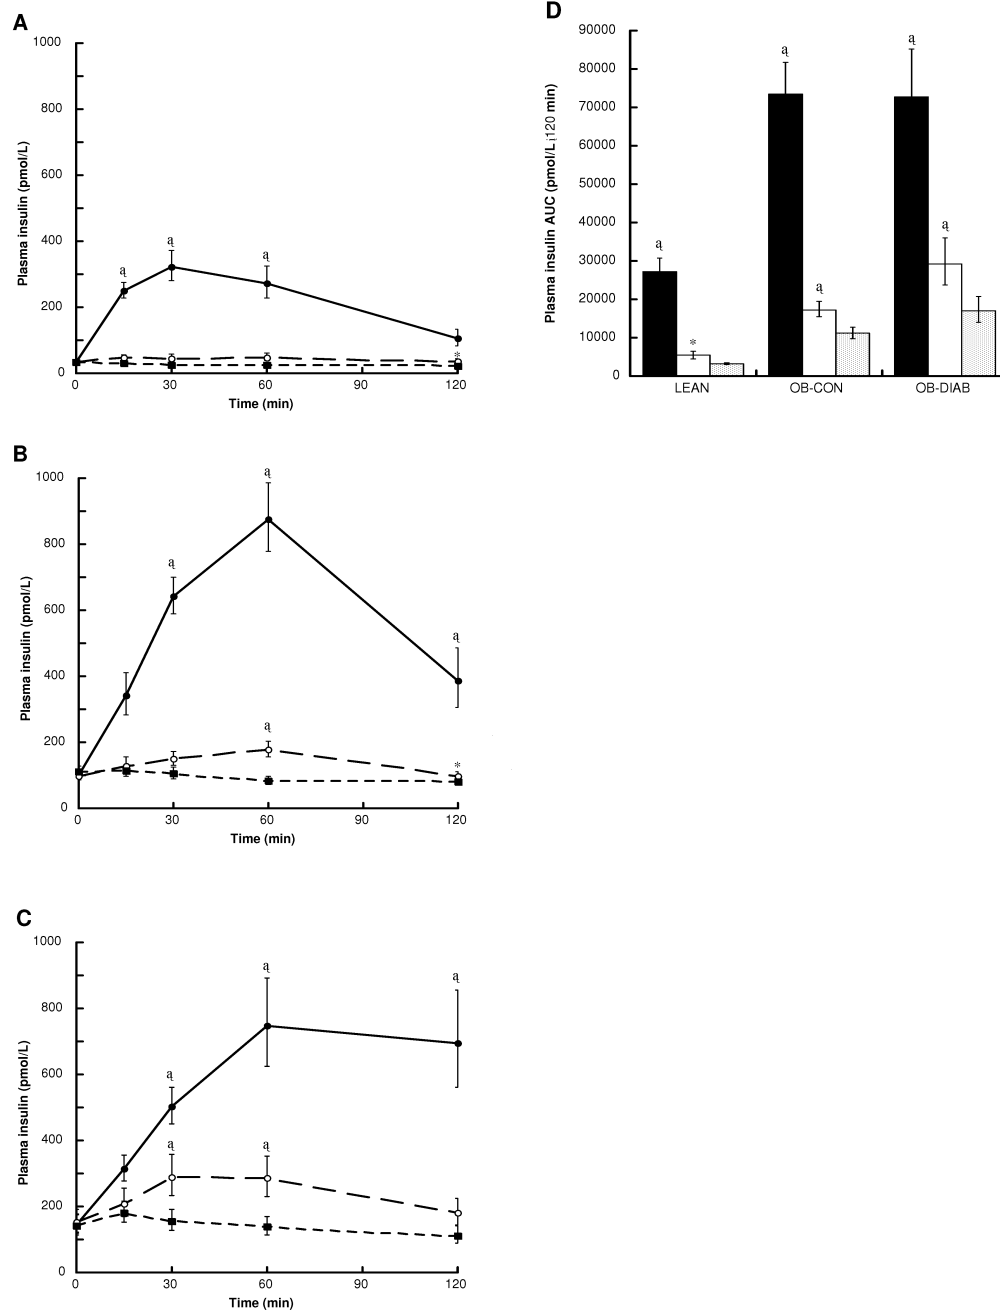 A
1000
800
600
400
200
0
Plasma insulin (pmol/L)
ą
ą
ą
*
0
30
60
90
120
Time (min)
B
1000
800
600
400
200
0
Plasma insulin (pmol/L)
ą
ą
ą
ą
*
0
30
60
90
120
Time (min)
C
1000
800
600
400
200
0
Plasma insulin (pmol/L)
ą
ą
ą
ą
ą
0
30
60
90
120
Time (min)
D
90000
80000
70000
60000
50000
40000
30000
20000
10000
0
Plasma insulin AUC (pmol/L ¡120 min)
ą
*
ą
ą
ą
ą
LEAN
OB-CON
OB-DIAB